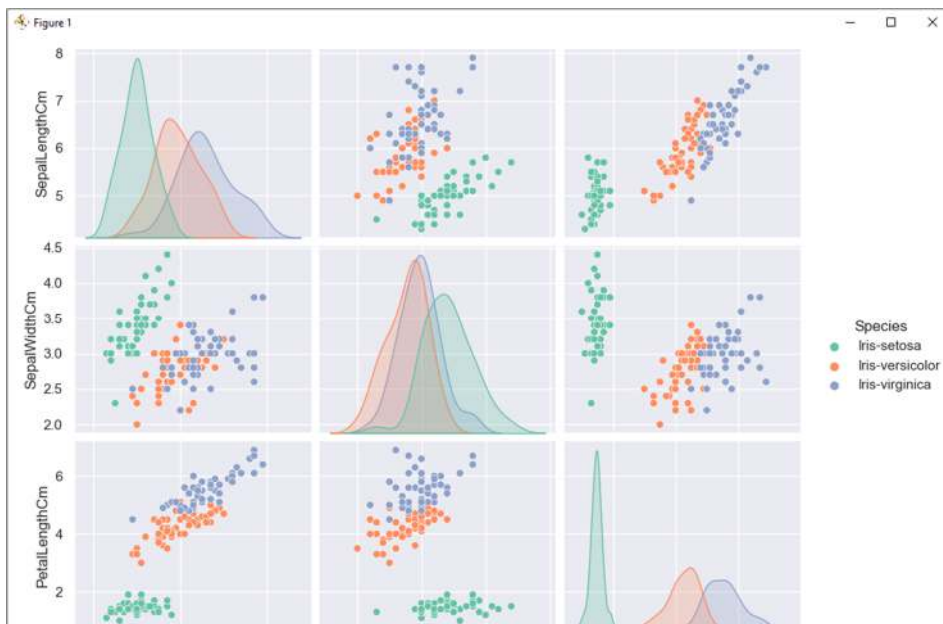 Figure 1
8
7
6
5
SepalLengthCm
4.5
4.0
3.5
3.0
2.5
2.0
SepalWidthCm
6
4
2
PetalLengthCm
Species
Iris-setosa
Iris-versicolor
Iris-virginica